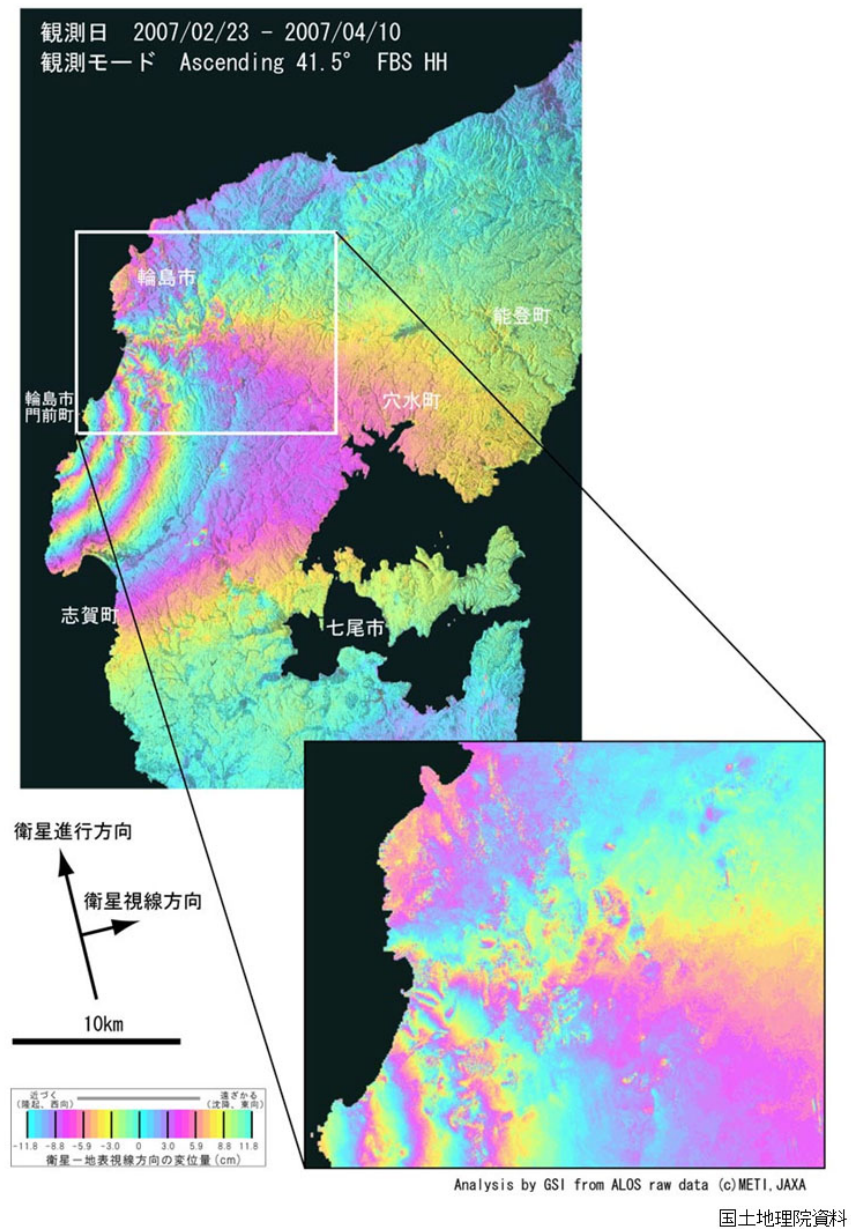 観測日 2007/02/23 - 2007/04/10
観測モード Ascending 41.5° FBS HH
輪島市
能登町
輪島市
門前町
穴水町
志賀町
七尾市
衛星進行方向
衛星視線方向
10km
近づく
(隆起、西向)
遠ざかる
(沈降、東向)
-11.8 -8.8 -5.9 -3.0 0 3.0 5.9 8.8 11.8
衛星－地表視線方向の変位量(cm)
Analysis by GSI from ALOS raw data (c)METI, JAXA
国土地理院資料